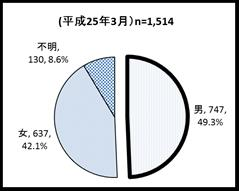 (平成25年3月)n=1,514
不明,
130, 8.6%
男, 747,
49.3%
女, 637,
42.1%